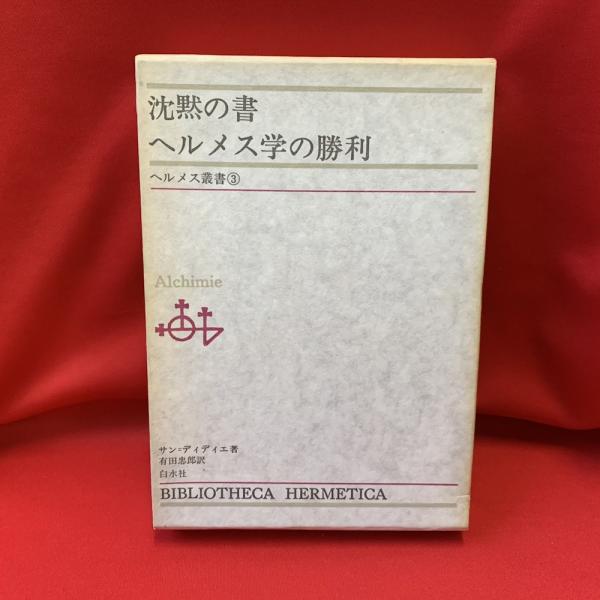 沈黙の書
ヘルメス学の勝利
ヘルメス叢書③
Alchimie
サン=ディディエ著
有田忠郎訳
白水社
BIBLIOTHECA HERMETICA